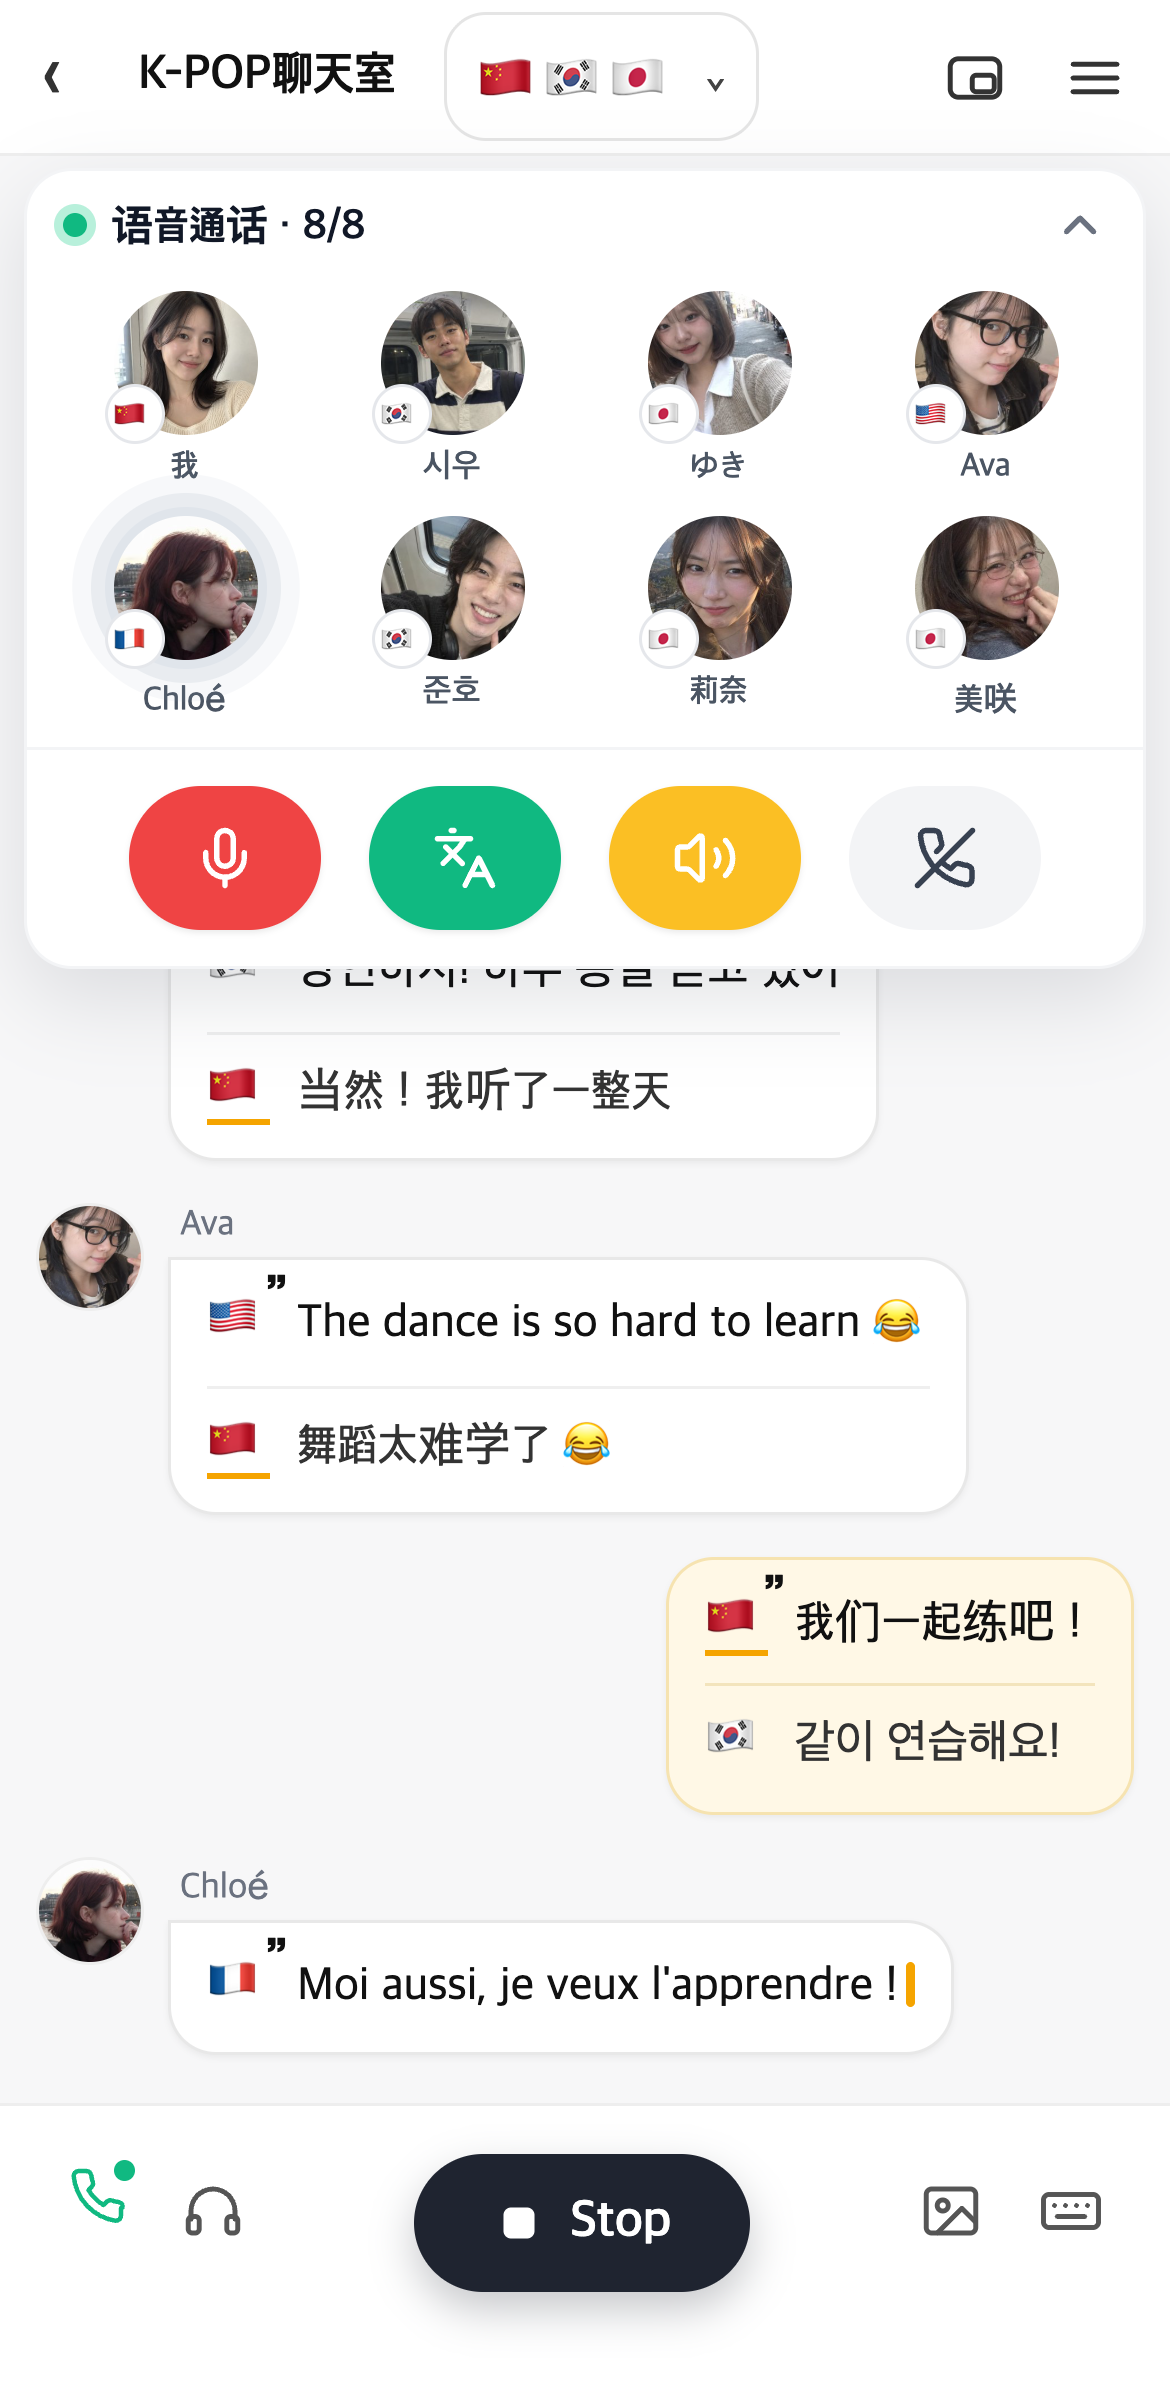 K-POP聊天室
语音通话 · 8/8
我
시우
ゆき
Ava
Chloé
준호
莉奈
美咲
当然！我听了一整天
Ava
The dance is so hard to learn 😂
舞蹈太难学了 😂
我们一起练吧！
같이 연습해요!
Chloé
Moi aussi, je veux l'apprendre !
Stop